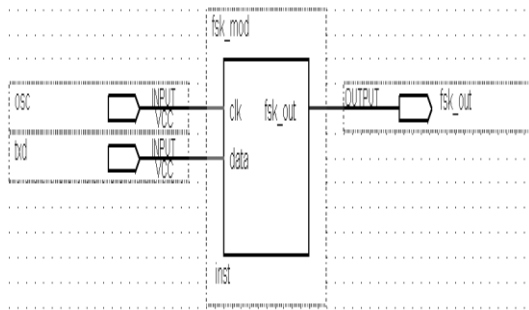 fsk_mod
osc INPUT VCC clk fsk_out OUTPUT fsk_out
txd INPUT VCC data
inst